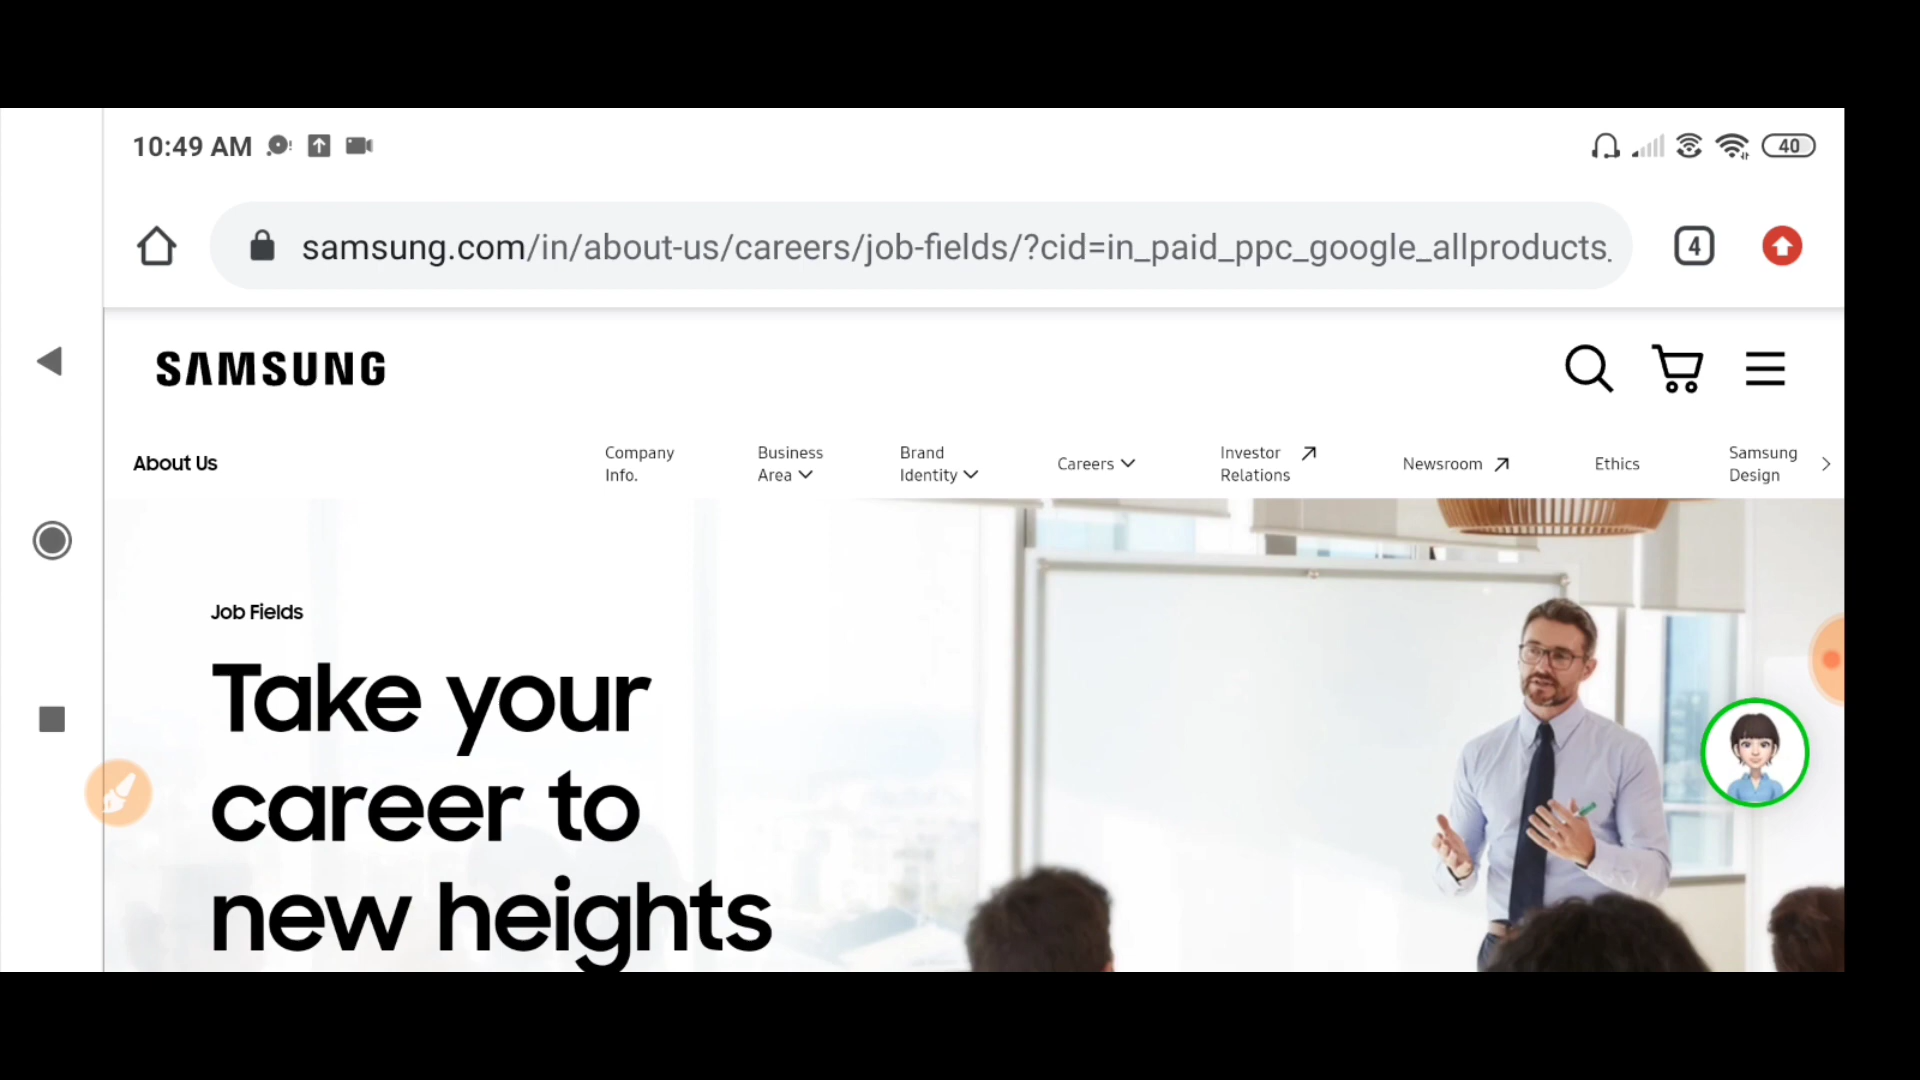 10:49 AM
40
samsung.com/in/about-us/careers/job-fields/?cid=in_paid_ppc_google_allproducts_
4
SAMSUNG
About Us
Company Info.
Business Area
Brand Identity
Careers
Investor Relations
Newsroom
Ethics
Samsung Design
Job Fields
Take your
career to
new heights